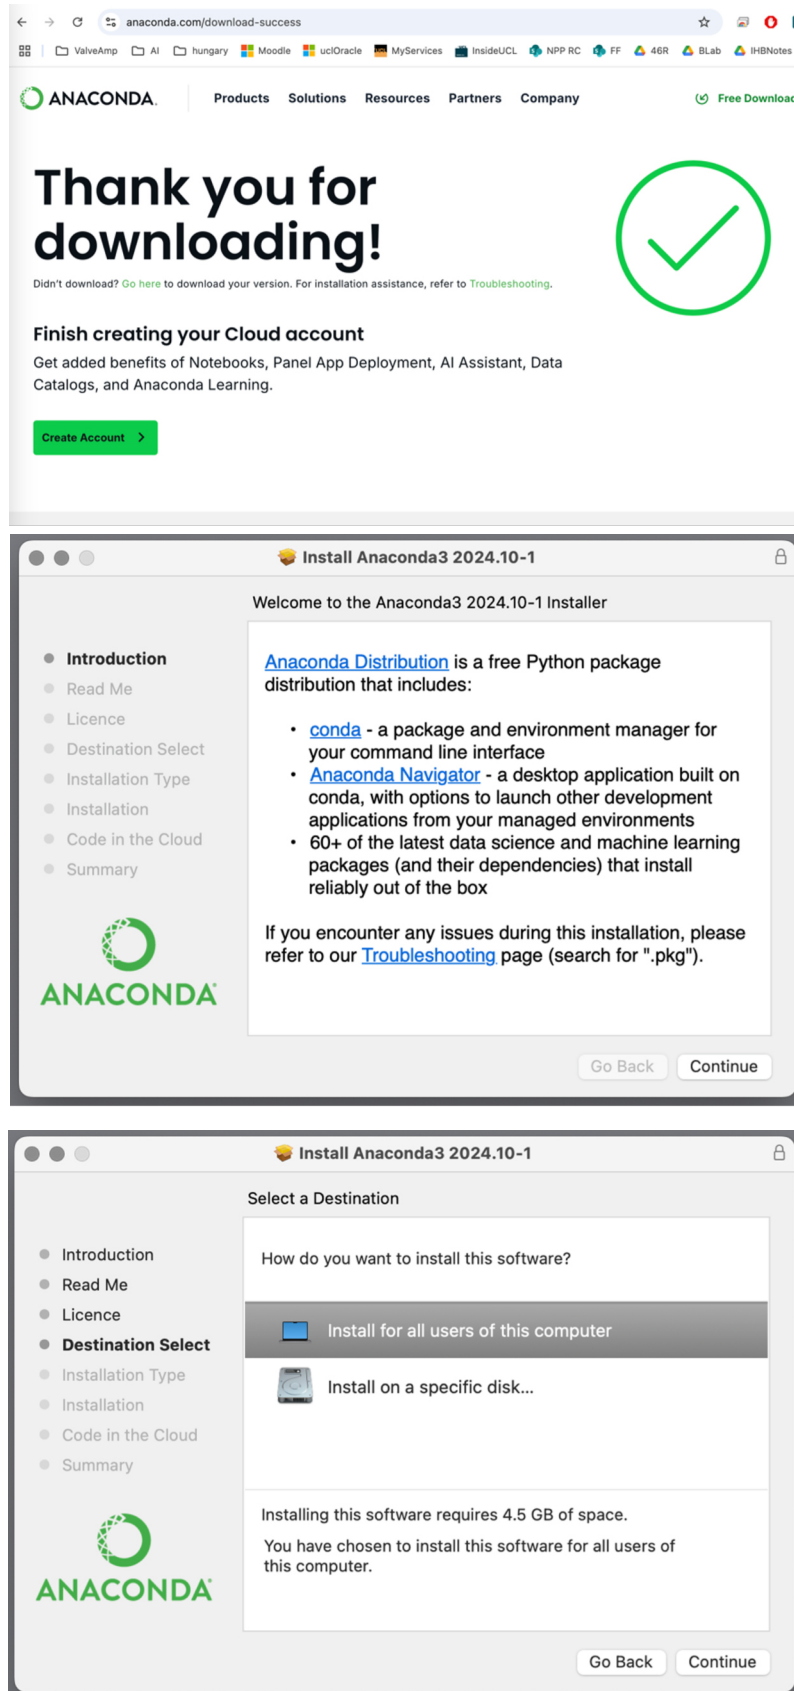 anaconda.com/download-success
ValveAmp AI hungary Moodle uclOracle MyServices InsideUCL NPP RC FF 46R BLab IHBNotes
ANACONDA. Products Solutions Resources Partners Company Free Download
Thank you for
downloading!
Didn't download? Go here to download your version. For installation assistance, refer to Troubleshooting.
Finish creating your Cloud account
Get added benefits of Notebooks, Panel App Deployment, AI Assistant, Data
Catalogs, and Anaconda Learning.
Create Account
Install Anaconda3 2024.10-1
Welcome to the Anaconda3 2024.10-1 Installer
Introduction
Read Me
Licence
Destination Select
Installation Type
Installation
Code in the Cloud
Summary
ANACONDA
Anaconda Distribution is a free Python package
distribution that includes:
• conda - a package and environment manager for
your command line interface
• Anaconda Navigator - a desktop application built on
conda, with options to launch other development
applications from your managed environments
• 60+ of the latest data science and machine learning
packages (and their dependencies) that install
reliably out of the box
If you encounter any issues during this installation, please
refer to our Troubleshooting page (search for ".pkg").
Go Back Continue
Install Anaconda3 2024.10-1
Select a Destination
Introduction
Read Me
Licence
Destination Select
Installation Type
Installation
Code in the Cloud
Summary
ANACONDA
How do you want to install this software?
Install for all users of this computer
Install on a specific disk...
Installing this software requires 4.5 GB of space.
You have chosen to install this software for all users of
this computer.
Go Back Continue